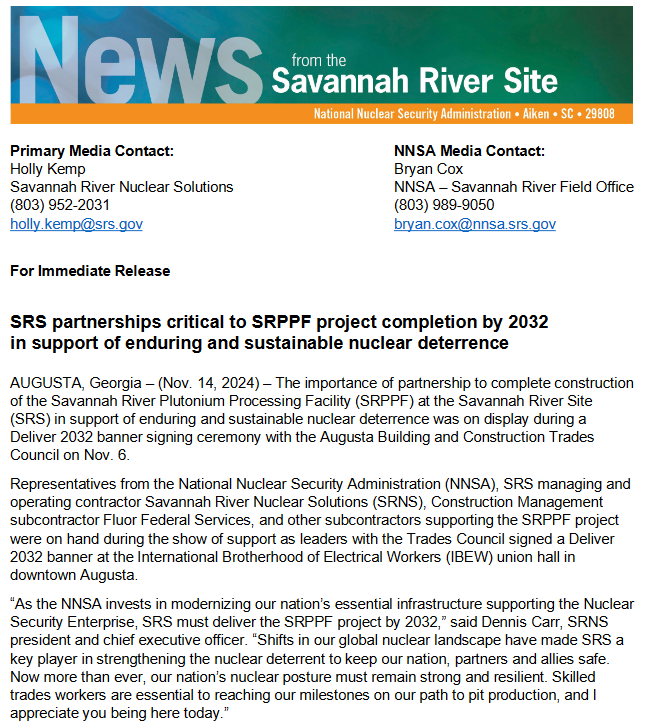 News from the
Savannah River Site
National Nuclear Security Administration • Aiken • SC • 29808
Primary Media Contact:
Holly Kemp
Savannah River Nuclear Solutions
(803) 952-2031
holly.kemp@srs.gov
NNSA Media Contact:
Bryan Cox
NNSA – Savannah River Field Office
(803) 989-9050
bryan.cox@nnsa.srs.gov
For Immediate Release
SRS partnerships critical to SRPPF project completion by 2032
in support of enduring and sustainable nuclear deterrence
AUGUSTA, Georgia – (Nov. 14, 2024) – The importance of partnership to complete construction
of the Savannah River Plutonium Processing Facility (SRPPF) at the Savannah River Site
(SRS) in support of enduring and sustainable nuclear deterrence was on display during a
Deliver 2032 banner signing ceremony with the Augusta Building and Construction Trades
Council on Nov. 6.
Representatives from the National Nuclear Security Administration (NNSA), SRS managing and
operating contractor Savannah River Nuclear Solutions (SRNS), Construction Management
subcontractor Fluor Federal Services, and other subcontractors supporting the SRPPF project
were on hand during the show of support as leaders with the Trades Council signed a Deliver
2032 banner at the International Brotherhood of Electrical Workers (IBEW) union hall in
downtown Augusta.
“As the NNSA invests in modernizing our nation’s essential infrastructure supporting the Nuclear
Security Enterprise, SRS must deliver the SRPPF project by 2032,” said Dennis Carr, SRNS
president and chief executive officer. “Shifts in our global nuclear landscape have made SRS a
key player in strengthening the nuclear deterrent to keep our nation, partners and allies safe.
Now more than ever, our nation’s nuclear posture must remain strong and resilient. Skilled
trades workers are essential to reaching our milestones on our path to pit production, and I
appreciate you being here today.”